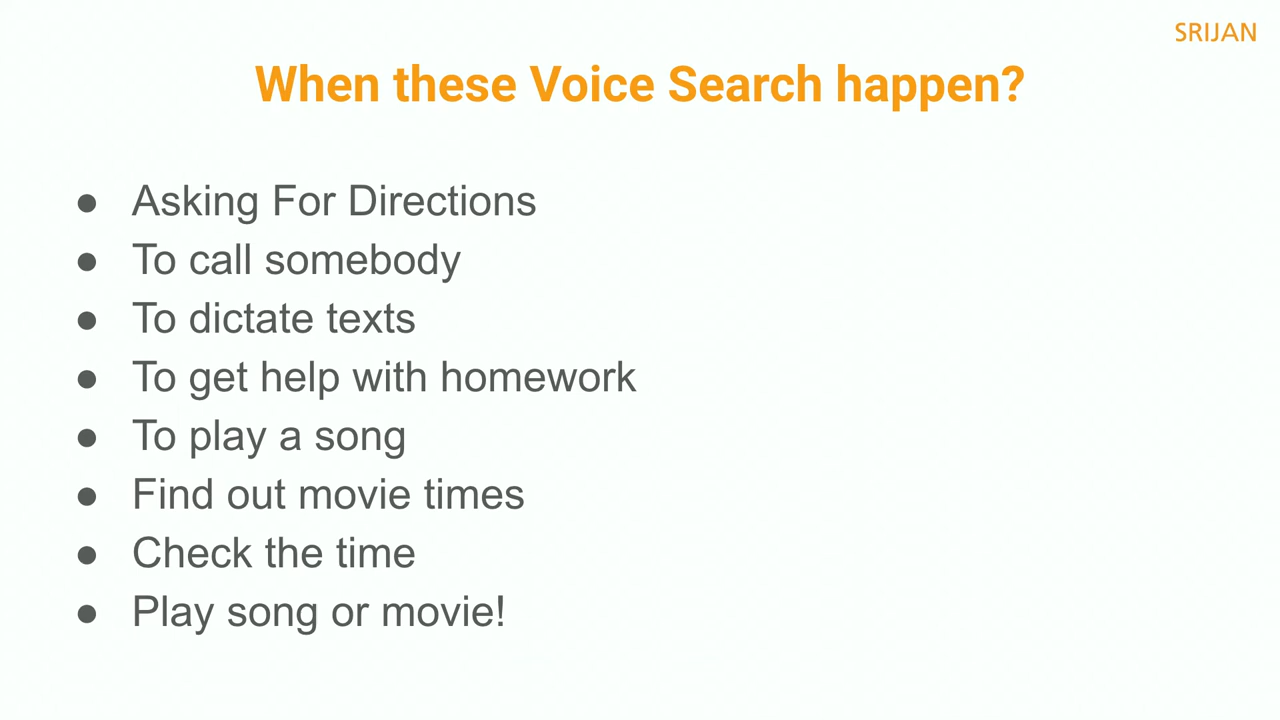 SRIJAN
When these Voice Search happen?
● Asking For Directions
● To call somebody
● To dictate texts
● To get help with homework
● To play a song
● Find out movie times
● Check the time
● Play song or movie!